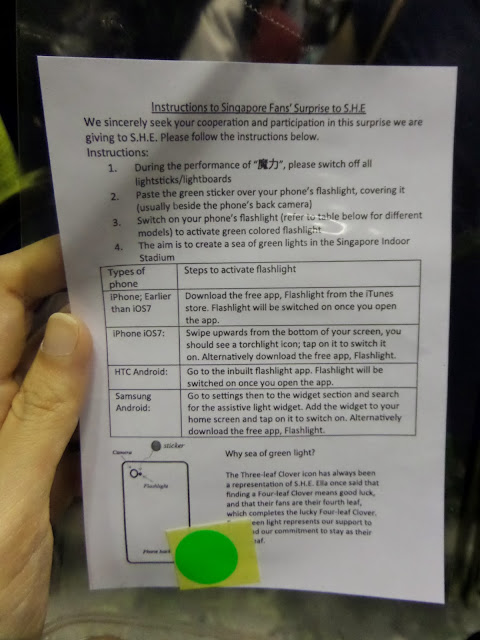 Instructions to Singapore Fans' Surprise to S.H.E
We sincerely seek your cooperation and participation in this surprise we are
giving to S.H.E. Please follow the instructions below.
Instructions:
1. During the performance of "魔力", please switch off all
lightsticks/lightboards
2. Paste the green sticker over your phone's flashlight, covering it
(usually beside the phone's back camera)
3. Switch on your phone's flashlight (refer to table below for different
models) to activate green colored flashlight
4. The aim is to create a sea of green lights in the Singapore Indoor
Stadium
Types of phone
Steps to activate flashlight
iPhone; Earlier than iOS7
Download the free app, Flashlight from the iTunes
store. Flashlight will be switched on once you open
the app.
iPhone iOS7:
Swipe upwards from the bottom of your screen, you
should see a torchlight icon; tap on it to switch it
on. Alternatively download the free app, Flashlight.
HTC Android:
Go to the inbuilt flashlight app. Flashlight will be
switched on once you open the app.
Samsung Android:
Go to settings then to the widget section and search
for the assistive light widget. Add the widget to your
home screen and tap on it to switch on. Alternatively
download the free app, Flashlight.
sticker
Camera
Flashlight
Phone back
Why sea of green light?
The Three-leaf Clover icon has always been
a representation of S.H.E. Ella once said that
finding a Four-leaf Clover means good luck,
and that their fans are their fourth leaf,
which completes the lucky Four-leaf Clover.
green light represents our support to
our commitment to stay as their